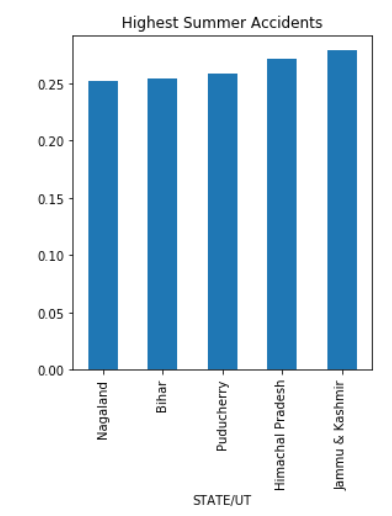 Highest Summer Accidents
0.25
0.20
0.15
0.10
0.05
0.00
Nagaland
Bihar
Puducherry
Himachal Pradesh
Jammu & Kashmir
STATE/UT